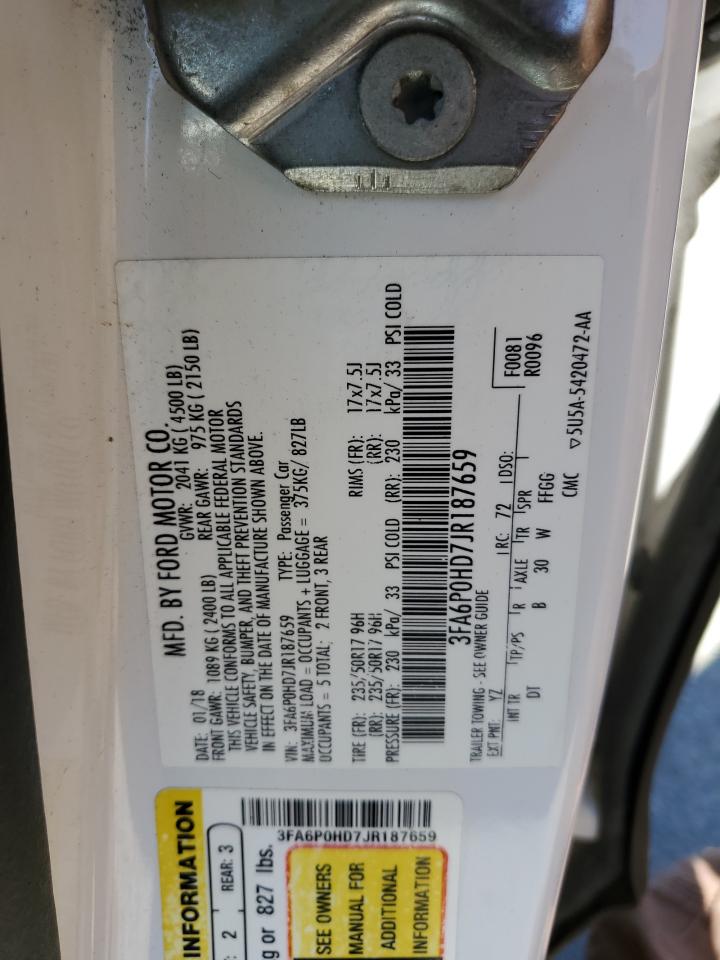 MFD. BY FORD MOTOR CO.
DATE: 01/18 GVWR: 2041 KG ( 4500 LB)
FRONT GAWR: 1089 KG ( 2400 LB) REAR GAWR: 975 KG ( 2150 LB)
THIS VEHICLE CONFORMS TO ALL APPLICABLE FEDERAL MOTOR
VEHICLE SAFETY, BUMPER, AND THEFT PREVENTION STANDARDS
IN EFFECT ON THE DATE OF MANUFACTURE SHOWN ABOVE.
VIN: 3FA6P0HD7JR187659 TYPE: Passenger Car
MAXIMUM LOAD = OCCUPANTS + LUGGAGE = 375KG/ 827LB
OCCUPANTS = 5 TOTAL; 2 FRONT, 3 REAR
TIRE (FR): 235/50R17 96H RIMS (FR): 17x7.5J
(RR): 235/50R17 96H (RR): 17x7.5J
PRESSURE (FR): 230 kPa/ 33 PSI COLD (RR): 230 kPa/ 33 PSI COLD
3FA6P0HD7JR187659
TRAILER TOWING - SEE OWNER GUIDE
F0081
R0096
EXT PNT: YZ RC: 72 DSO:
INT TR TP/PS R AXLE TR SPR
DT B 30 W FFGG
CMC ▽5U5A-5420472-AA
INFORMATION
2 REAR: 3
g or 827 lbs.
3FA6P0HD7JR187659
SEE OWNERS
MANUAL FOR
ADDITIONAL
INFORMATION